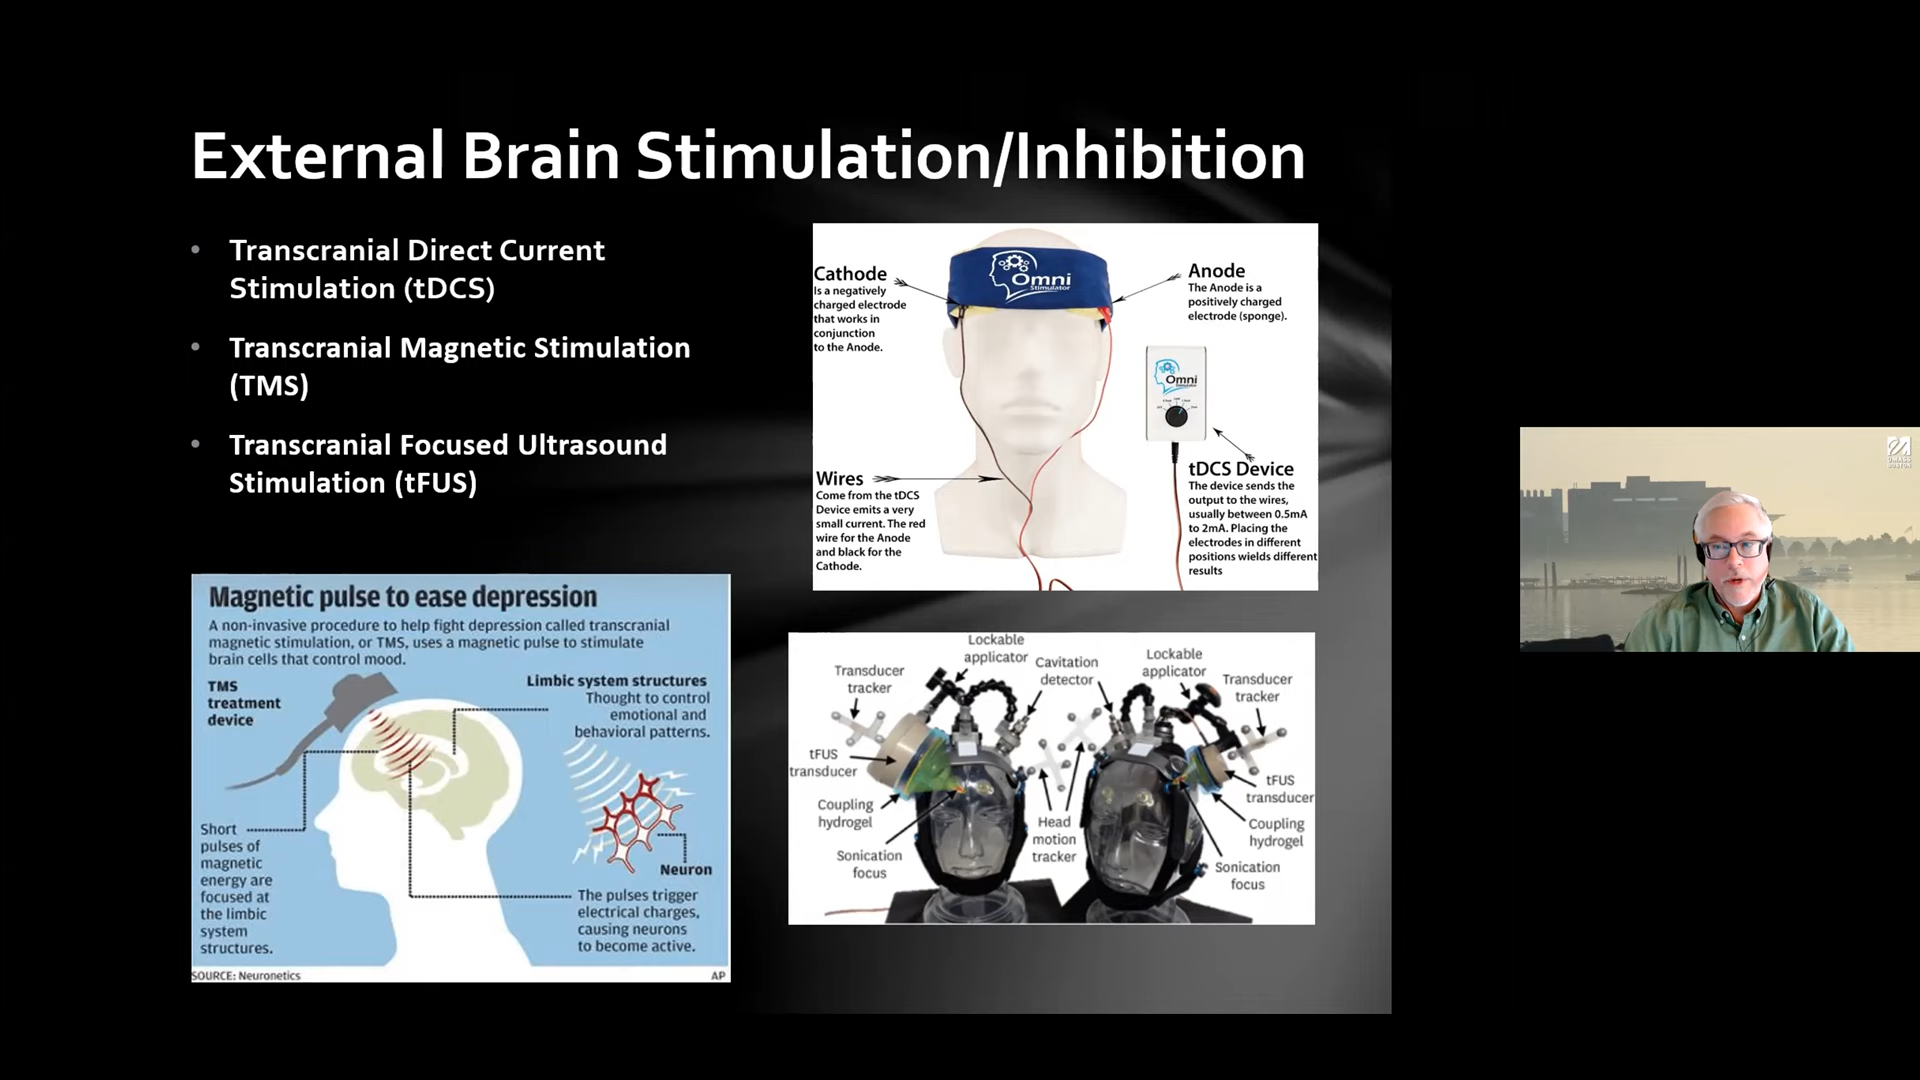 External Brain Stimulation/Inhibition
• Transcranial Direct Current
Stimulation (tDCS)
• Transcranial Magnetic Stimulation
(TMS)
• Transcranial Focused Ultrasound
Stimulation (tFUS)
Cathode
Is a negatively
charged electrode
that works in
conjunction
to the Anode.
Omni
Stimulator
Anode
The Anode is a
positively charged
electrode (sponge).
Omni
Wires
Come from the tDCS
Device emits a very
small current. The red
wire for the Anode
and black for the
Cathode.
tDCS Device
The device sends the
output to the wires,
usually between 0.5mA
to 2mA. Placing the
electrodes in different
positions wields different
results
Magnetic pulse to ease depression
A non-invasive procedure to help fight depression called transcranial
magnetic stimulation, or TMS, uses a magnetic pulse to stimulate
brain cells that control mood.
TMS
treatment
device
Limbic system structures
Thought to control
emotional and
behavioral patterns.
Short
pulses of
magnetic
energy are
focused at
the limbic
system
structures.
Neuron
The pulses trigger
electrical charges,
causing neurons
to become active.
SOURCE: Neuronetics
AP
Lockable
applicator
Transducer
tracker
Cavitation
detector
Lockable
applicator
Transducer
tracker
tFUS
transducer
Coupling
hydrogel
Sonication
focus
Head
motion
tracker
tFUS
transducer
Coupling
hydrogel
Sonication
focus
UMASS
BOSTON